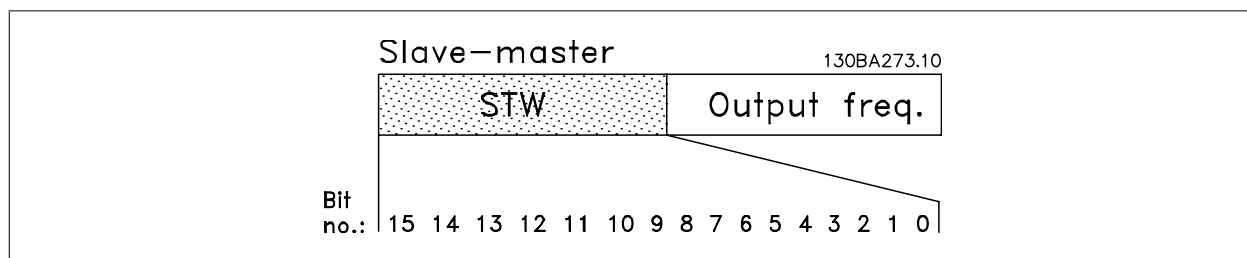 Slave-master 130BA273.10
STW Output freq.
Bit
no.: 15 14 13 12 11 10 9 8 7 6 5 4 3 2 1 0